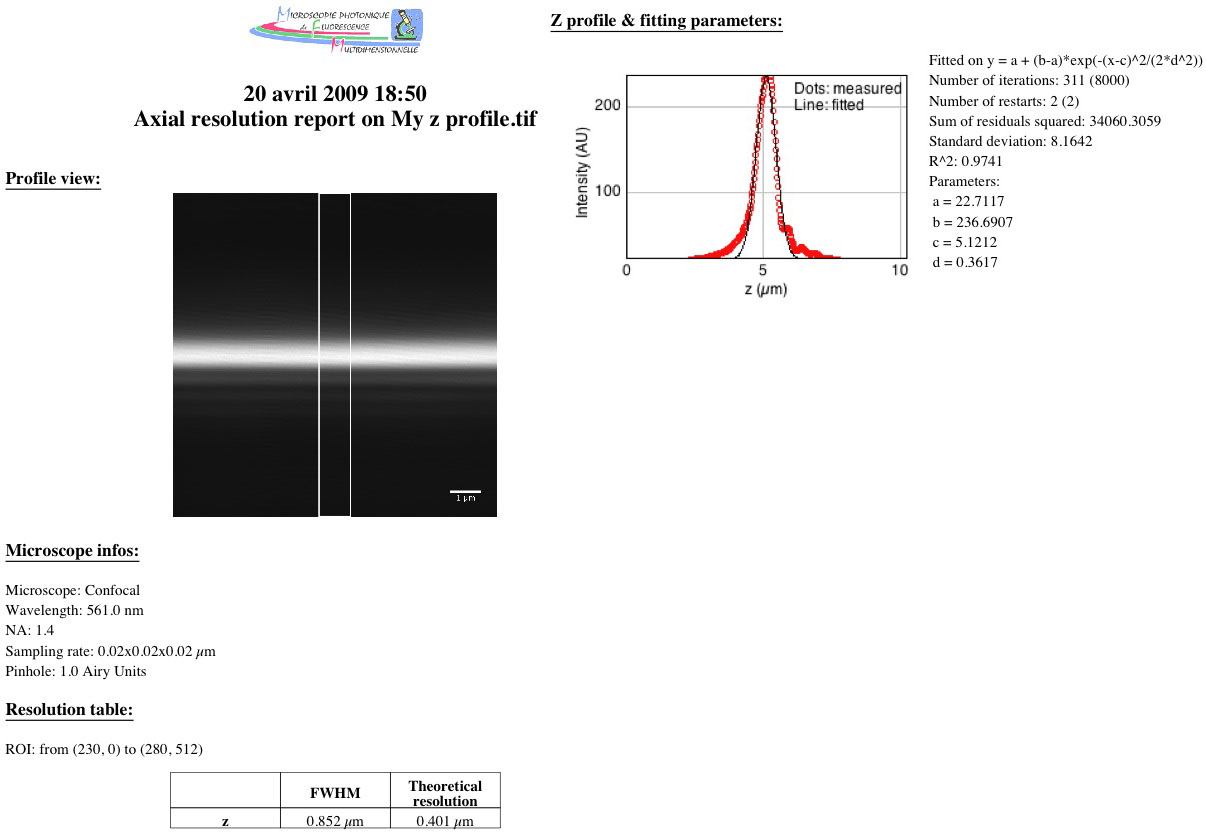 MICROSCOPIE PHOTONIQUE
de FLUORESCENCE
MULTIDIMENSIONNELLE
20 avril 2009 18:50
Axial resolution report on My z profile.tif
Profile view:
1 µm
Microscope infos:
Microscope: Confocal
Wavelength: 561.0 nm
NA: 1.4
Sampling rate: 0.02x0.02x0.02 µm
Pinhole: 1.0 Airy Units
Resolution table:
ROI: from (230, 0) to (280, 512)
FWHM Theoretical
resolution
z 0.852 µm 0.401 µm
Z profile & fitting parameters:
Dots: measured
Line: fitted
200
100
Intensity (AU)
0 5 10
z (µm)
Fitted on y = a + (b-a)*exp(-(x-c)^2/(2*d^2))
Number of iterations: 311 (8000)
Number of restarts: 2 (2)
Sum of residuals squared: 34060.3059
Standard deviation: 8.1642
R^2: 0.9741
Parameters:
a = 22.7117
b = 236.6907
c = 5.1212
d = 0.3617